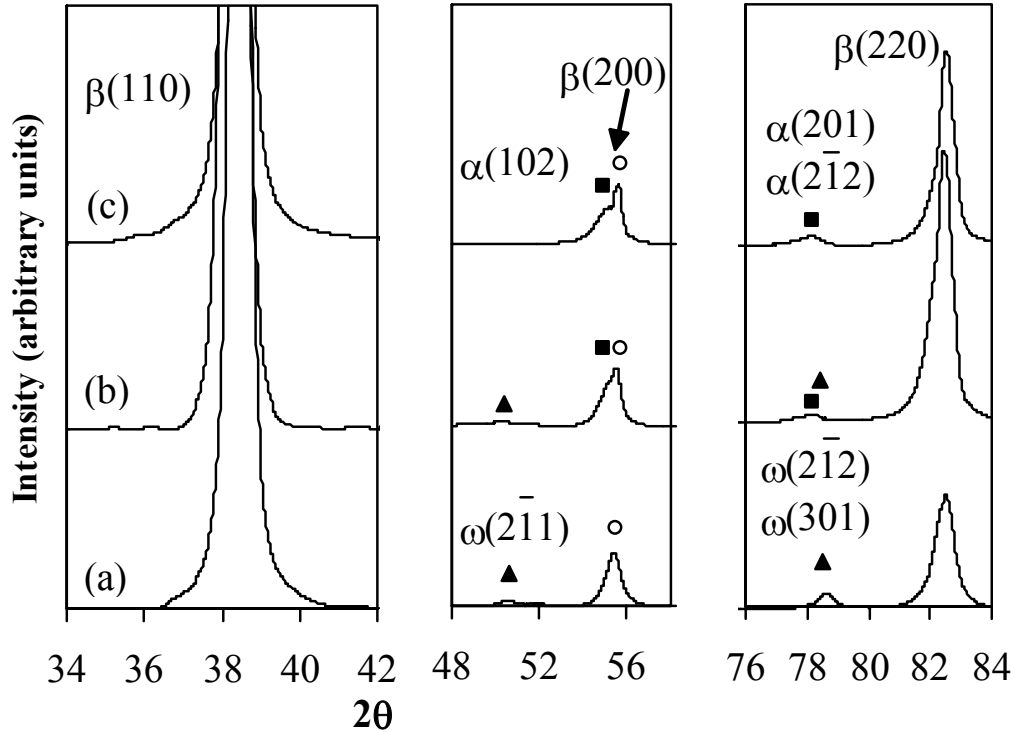 Intensity (arbitrary units)
β(110)
(c)
(b)
(a)
34 36 38 40 42
β(200)
α(102)
ω(21̄1)
48 52 56
2θ
β(220)
α(201)
α(21̄2)
ω(21̄2)
ω(301)
76 78 80 82 84